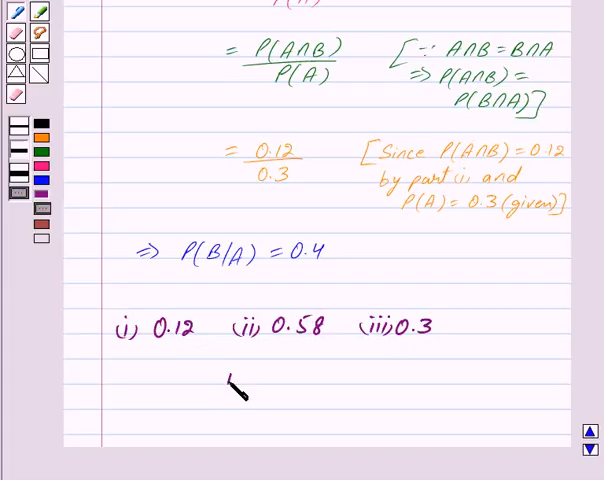 P(A)
= P(A∩B) / P(A) [∵ A∩B = B∩A
=> P(A∩B) =
P(B∩A)]
= 0.12 / 0.3 [Since P(A∩B) = 0.12
by part (i) and
P(A) = 0.3 (given)]
=> P(B/A) = 0.4
(i) 0.12 (ii) 0.58 (iii) 0.3